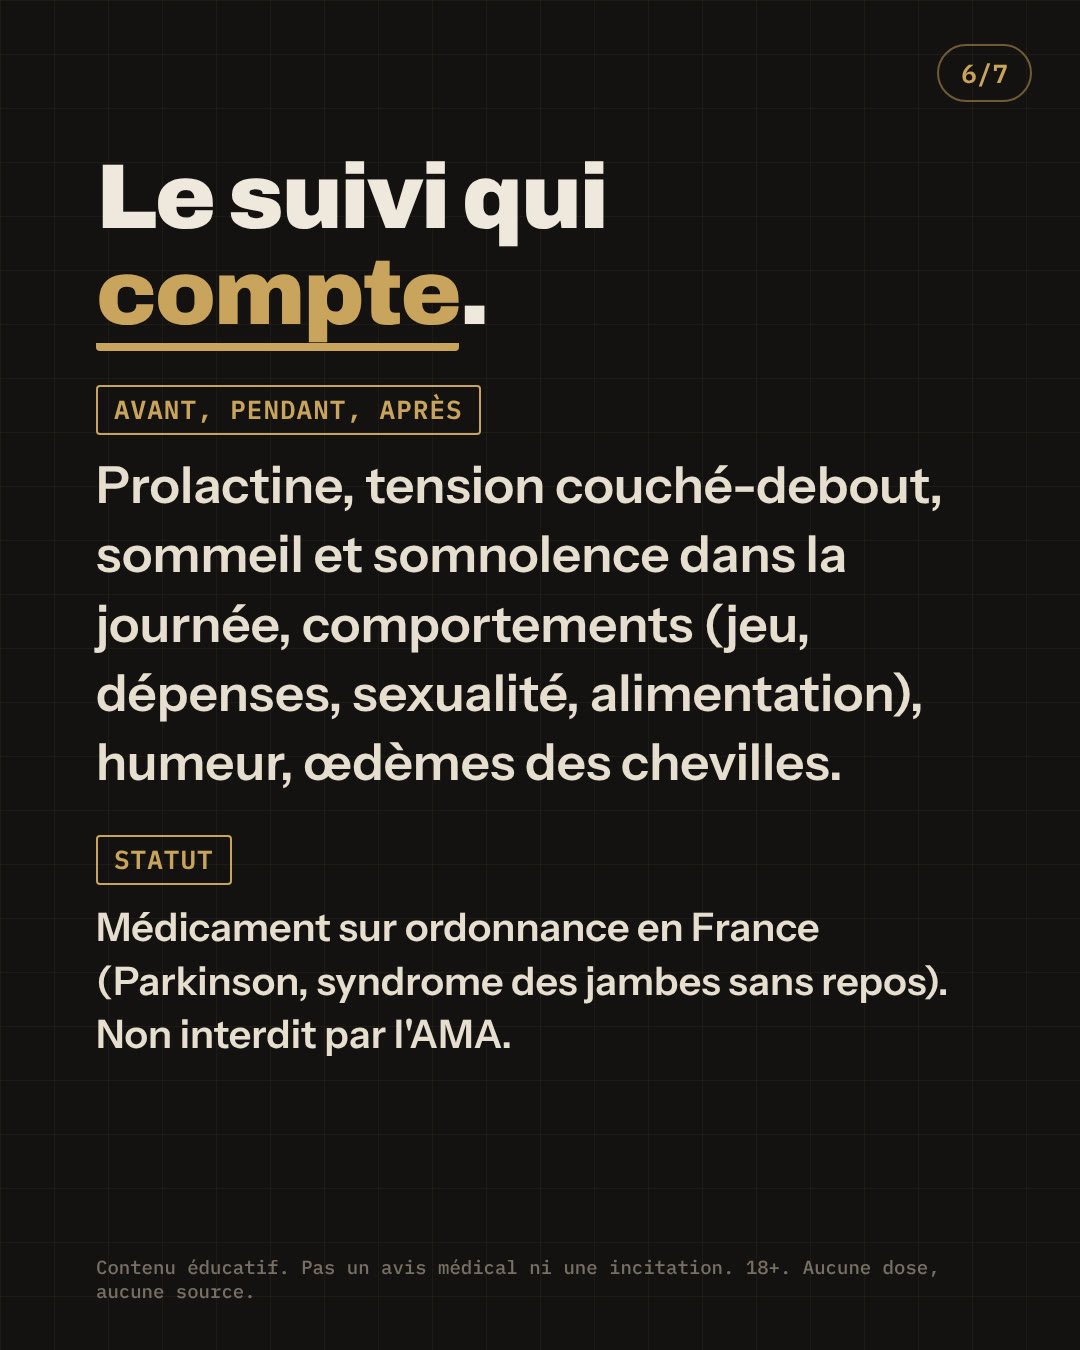 6/7
Le suivi qui
compte.
AVANT, PENDANT, APRÈS
Prolactine, tension couché-debout,
sommeil et somnolence dans la
journée, comportements (jeu,
dépenses, sexualité, alimentation),
humeur, œdèmes des chevilles.
STATUT
Médicament sur ordonnance en France
(Parkinson, syndrome des jambes sans repos).
Non interdit par l'AMA.
Contenu éducatif. Pas un avis médical ni une incitation. 18+. Aucune dose,
aucune source.